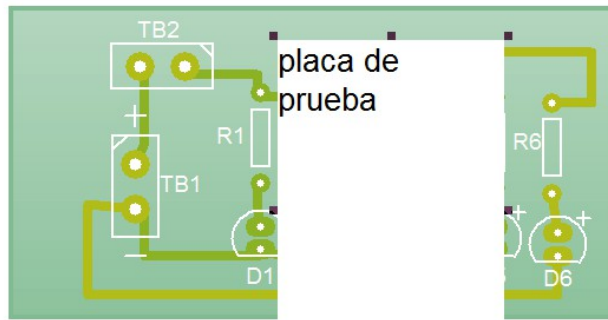 TB2
placa de
prueba
+
R1
R6
TB1
+
−
D1
D6